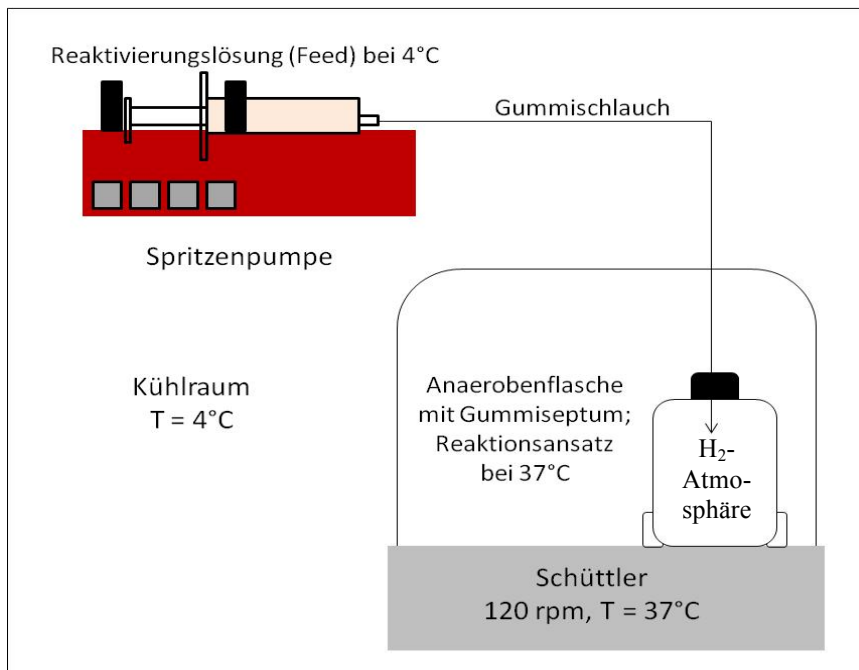 Reaktivierungslösung (Feed) bei 4°C
Gummischlauch
Spritzenpumpe
Kühlraum
T = 4°C
Anaerobenflasche
mit Gummiseptum;
Reaktionsansatz
bei 37°C
H₂-
Atmo-
sphäre
Schüttler
120 rpm, T = 37°C